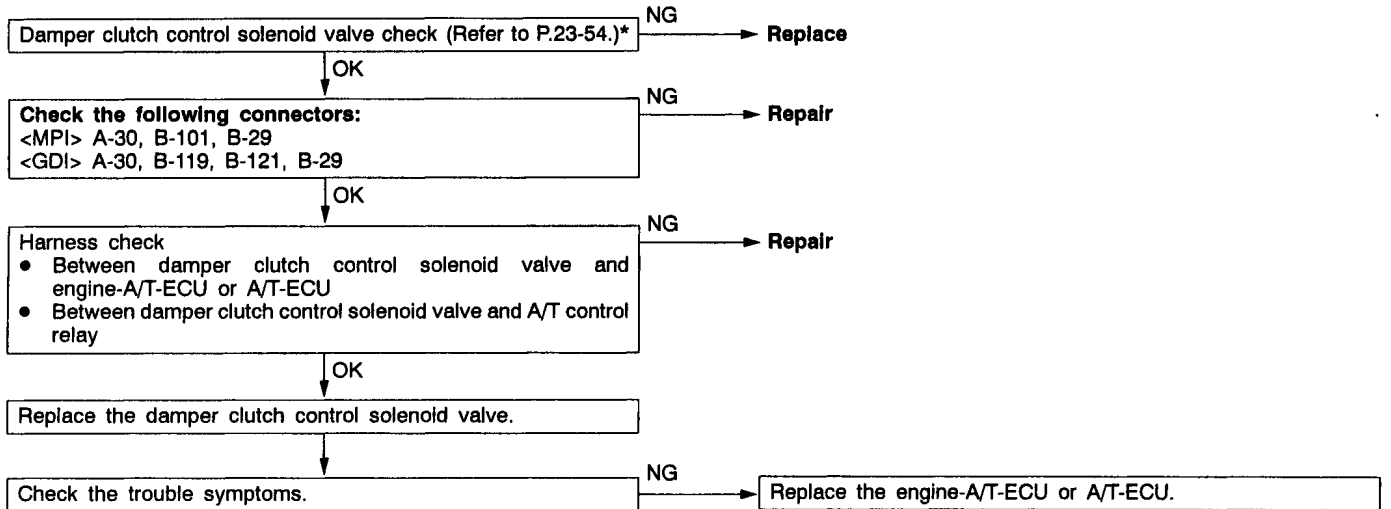 NG
Damper clutch control solenoid valve check (Refer to P.23-54.)*
Replace
OK
NG
Check the following connectors:
<MPI> A-30, B-101, B-29
<GDI> A-30, B-119, B-121, B-29
Repair
OK
NG
Harness check
Repair
● Between damper clutch control solenoid valve and
engine-A/T-ECU or A/T-ECU
● Between damper clutch control solenoid valve and A/T control
relay
OK
Replace the damper clutch control solenoid valve.
NG
Check the trouble symptoms.
Replace the engine-A/T-ECU or A/T-ECU.